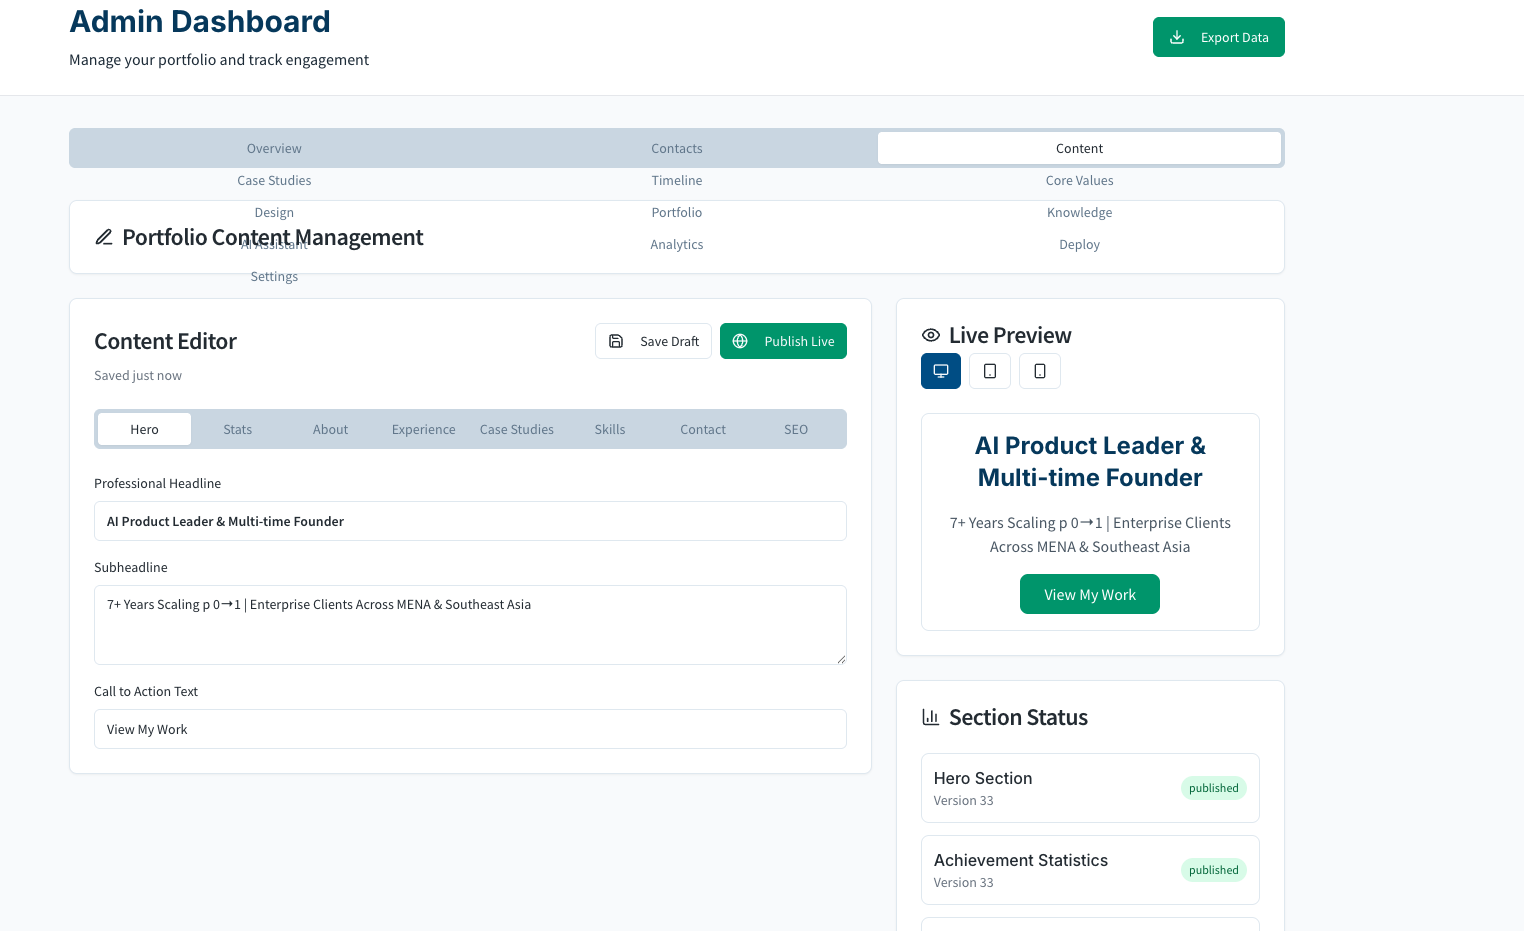 Admin Dashboard
Manage your portfolio and track engagement
Export Data
Overview
Contacts
Content
Case Studies
Timeline
Core Values
Design
Portfolio
Knowledge
Portfolio Content Management
AI Assistant
Analytics
Deploy
Settings
Content Editor
Save Draft
Publish Live
Saved just now
Hero
Stats
About
Experience
Case Studies
Skills
Contact
SEO
Professional Headline
AI Product Leader & Multi-time Founder
Subheadline
7+ Years Scaling p 0→1 | Enterprise Clients Across MENA & Southeast Asia
Call to Action Text
View My Work
Live Preview
AI Product Leader &
Multi-time Founder
7+ Years Scaling p 0→1 | Enterprise Clients
Across MENA & Southeast Asia
View My Work
Section Status
Hero Section
Version 33
published
Achievement Statistics
Version 33
published